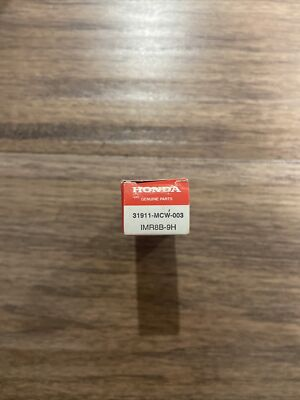 HONDA
GENUINE PARTS
31911-MCW-003
IMR8B-9H